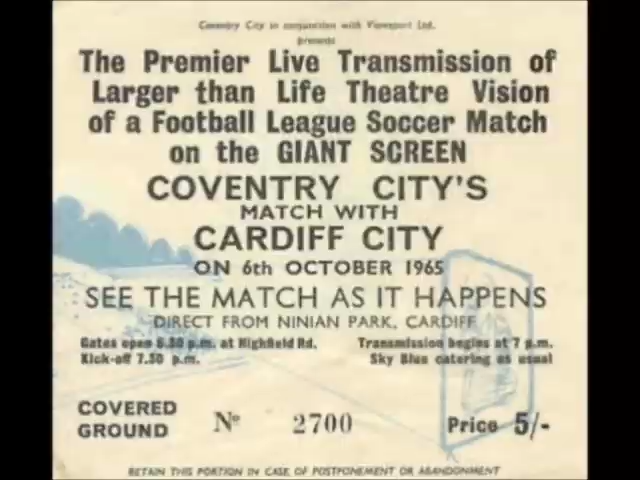 Coventry City in conjunction with Viewsport Ltd.
presents
The Premier Live Transmission of
Larger than Life Theatre Vision
of a Football League Soccer Match
on the GIANT SCREEN
COVENTRY CITY'S
MATCH WITH
CARDIFF CITY
ON 6th OCTOBER 1965
SEE THE MATCH AS IT HAPPENS
DIRECT FROM NINIAN PARK, CARDIFF
Gates open 6.30 p.m. at Highfield Rd. Transmission begins at 7 p.m.
Kick-off 7.30 p.m. Sky Blue catering as usual
COVERED
GROUND
No 2700 Price 5/-
RETAIN THIS PORTION IN CASE OF POSTPONEMENT OR ABANDONMENT